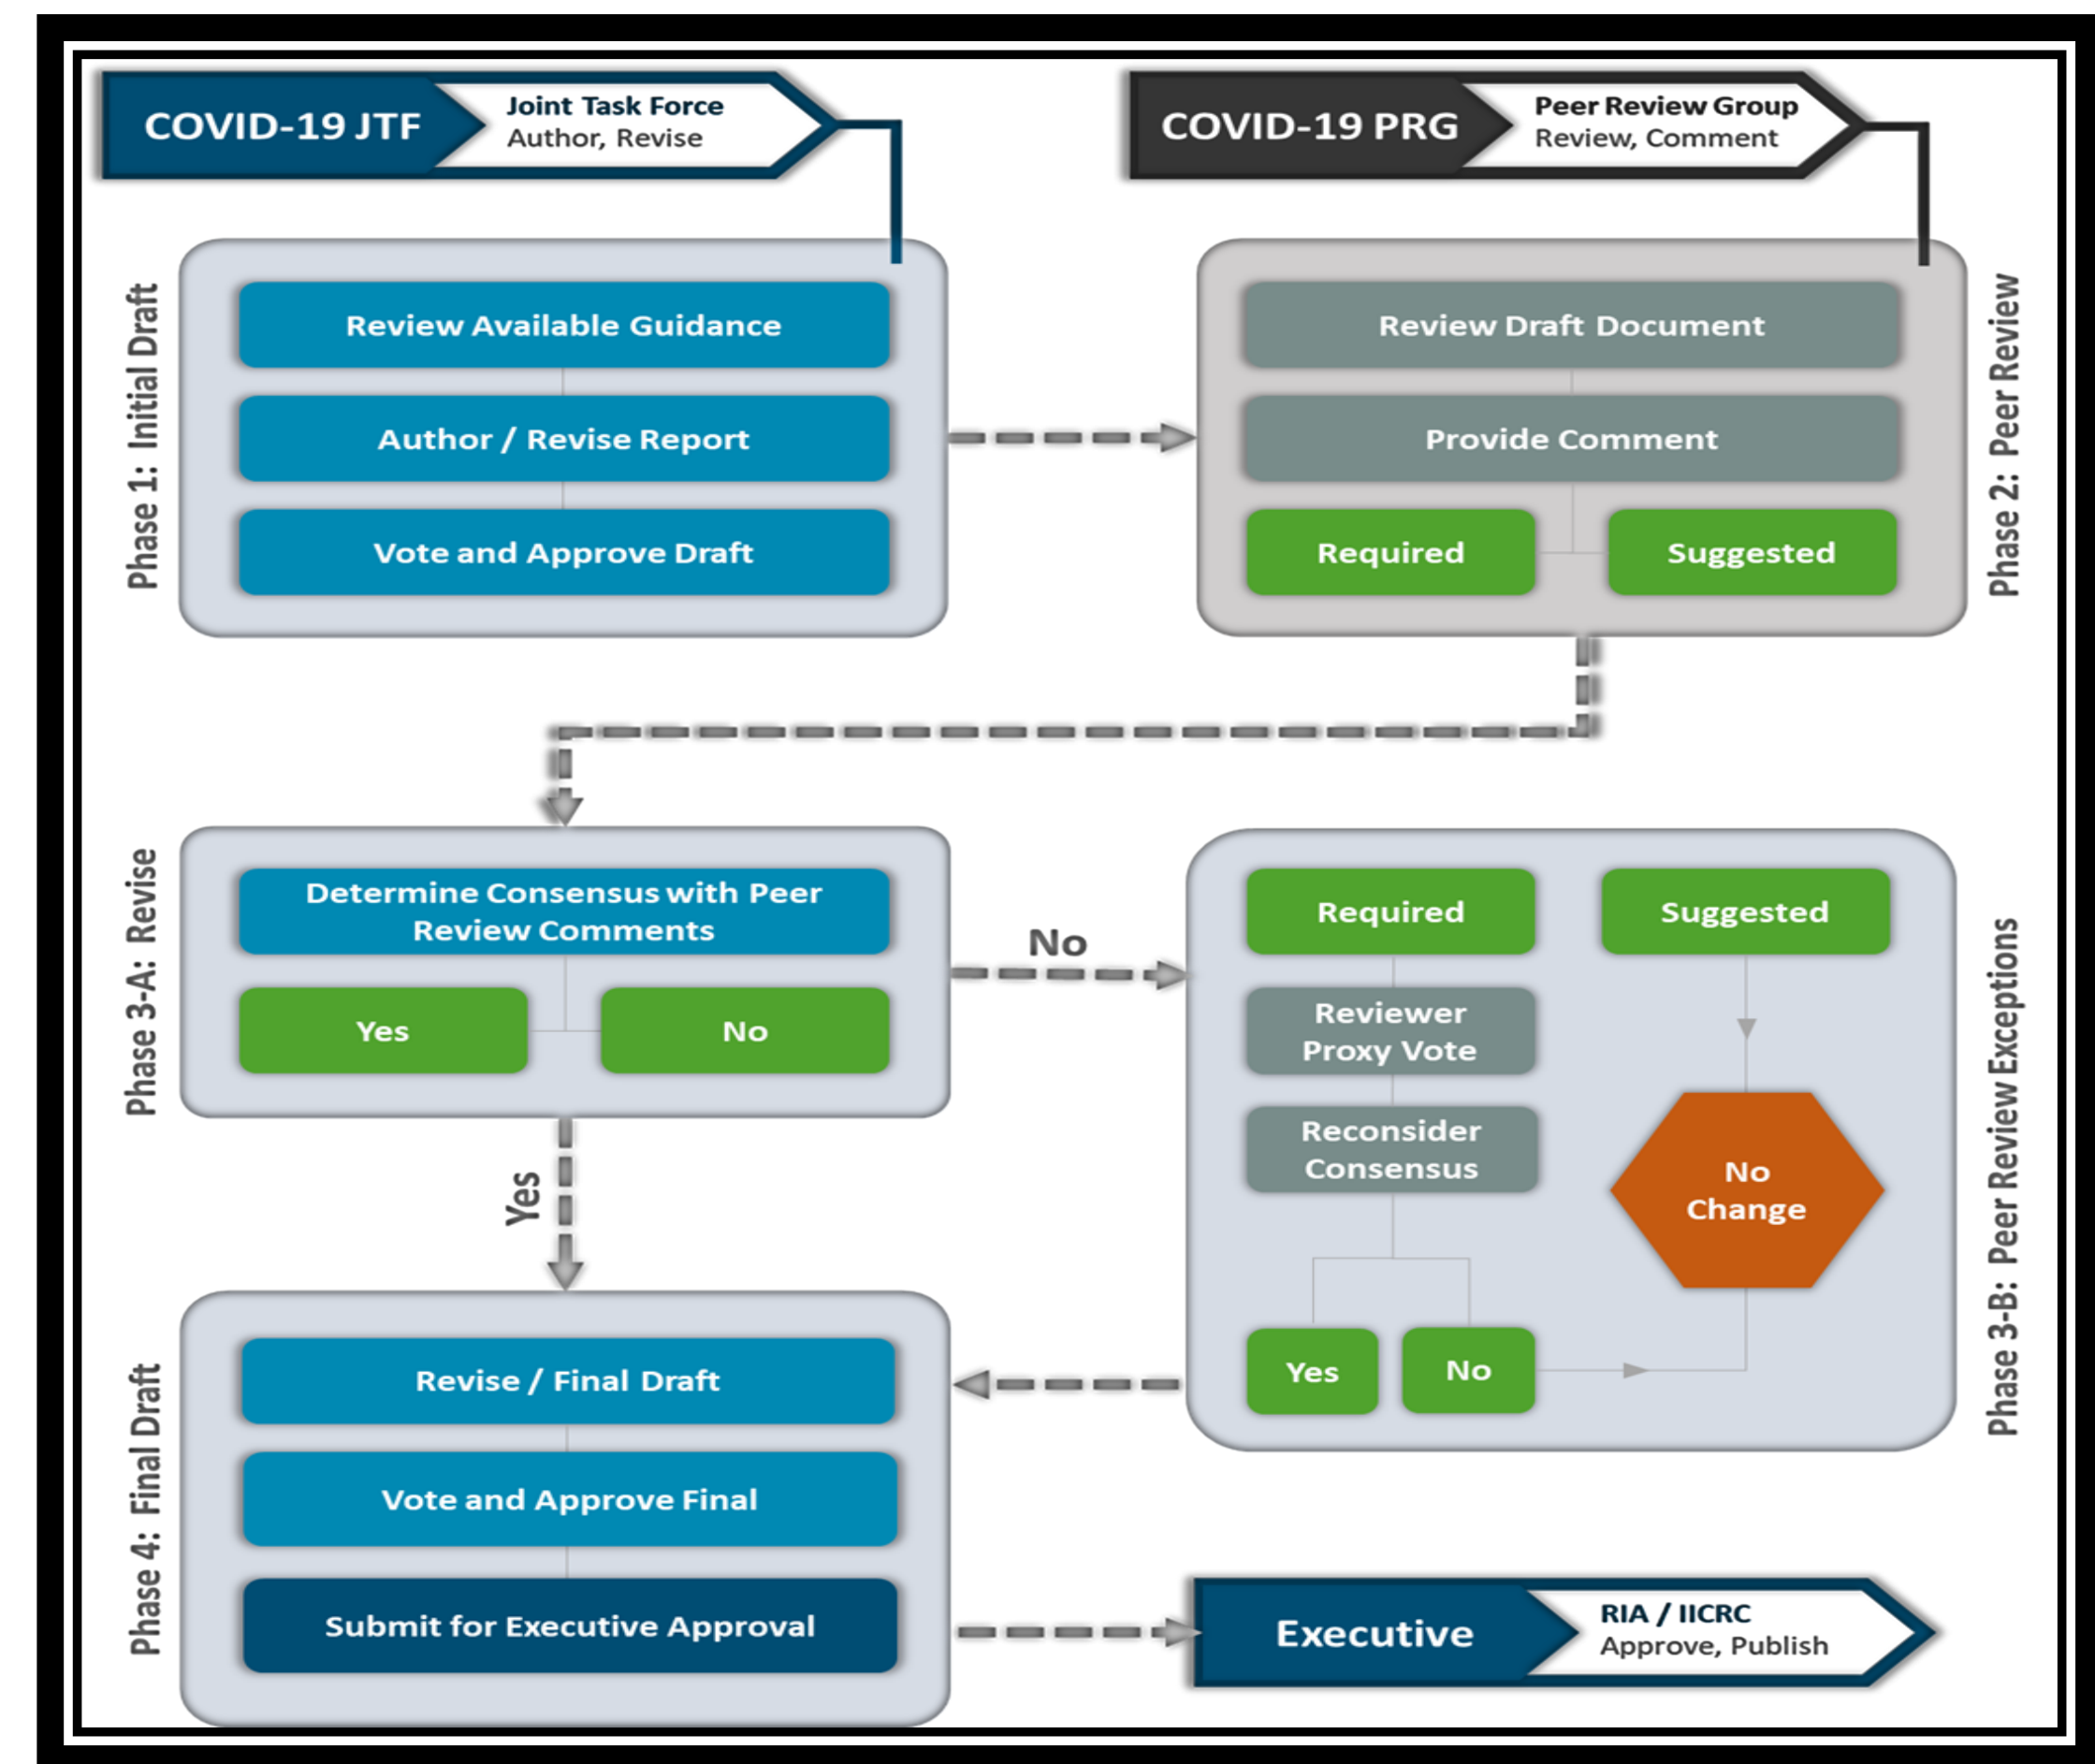 COVID-19 JTF
Joint Task Force
Author, Revise
COVID-19 PRG
Peer Review Group
Review, Comment
Phase 1: Initial Draft
Review Available Guidance
Author / Revise Report
Vote and Approve Draft
Phase 2: Peer Review
Review Draft Document
Provide Comment
Required
Suggested
Phase 3-A: Revise
Determine Consensus with Peer
Review Comments
Yes
No
No
Yes
Phase 3-B: Peer Review Exceptions
Required
Suggested
Reviewer
Proxy Vote
Reconsider
Consensus
No
Change
Yes
No
Phase 4: Final Draft
Revise / Final Draft
Vote and Approve Final
Submit for Executive Approval
Executive
RIA / IICRC
Approve, Publish